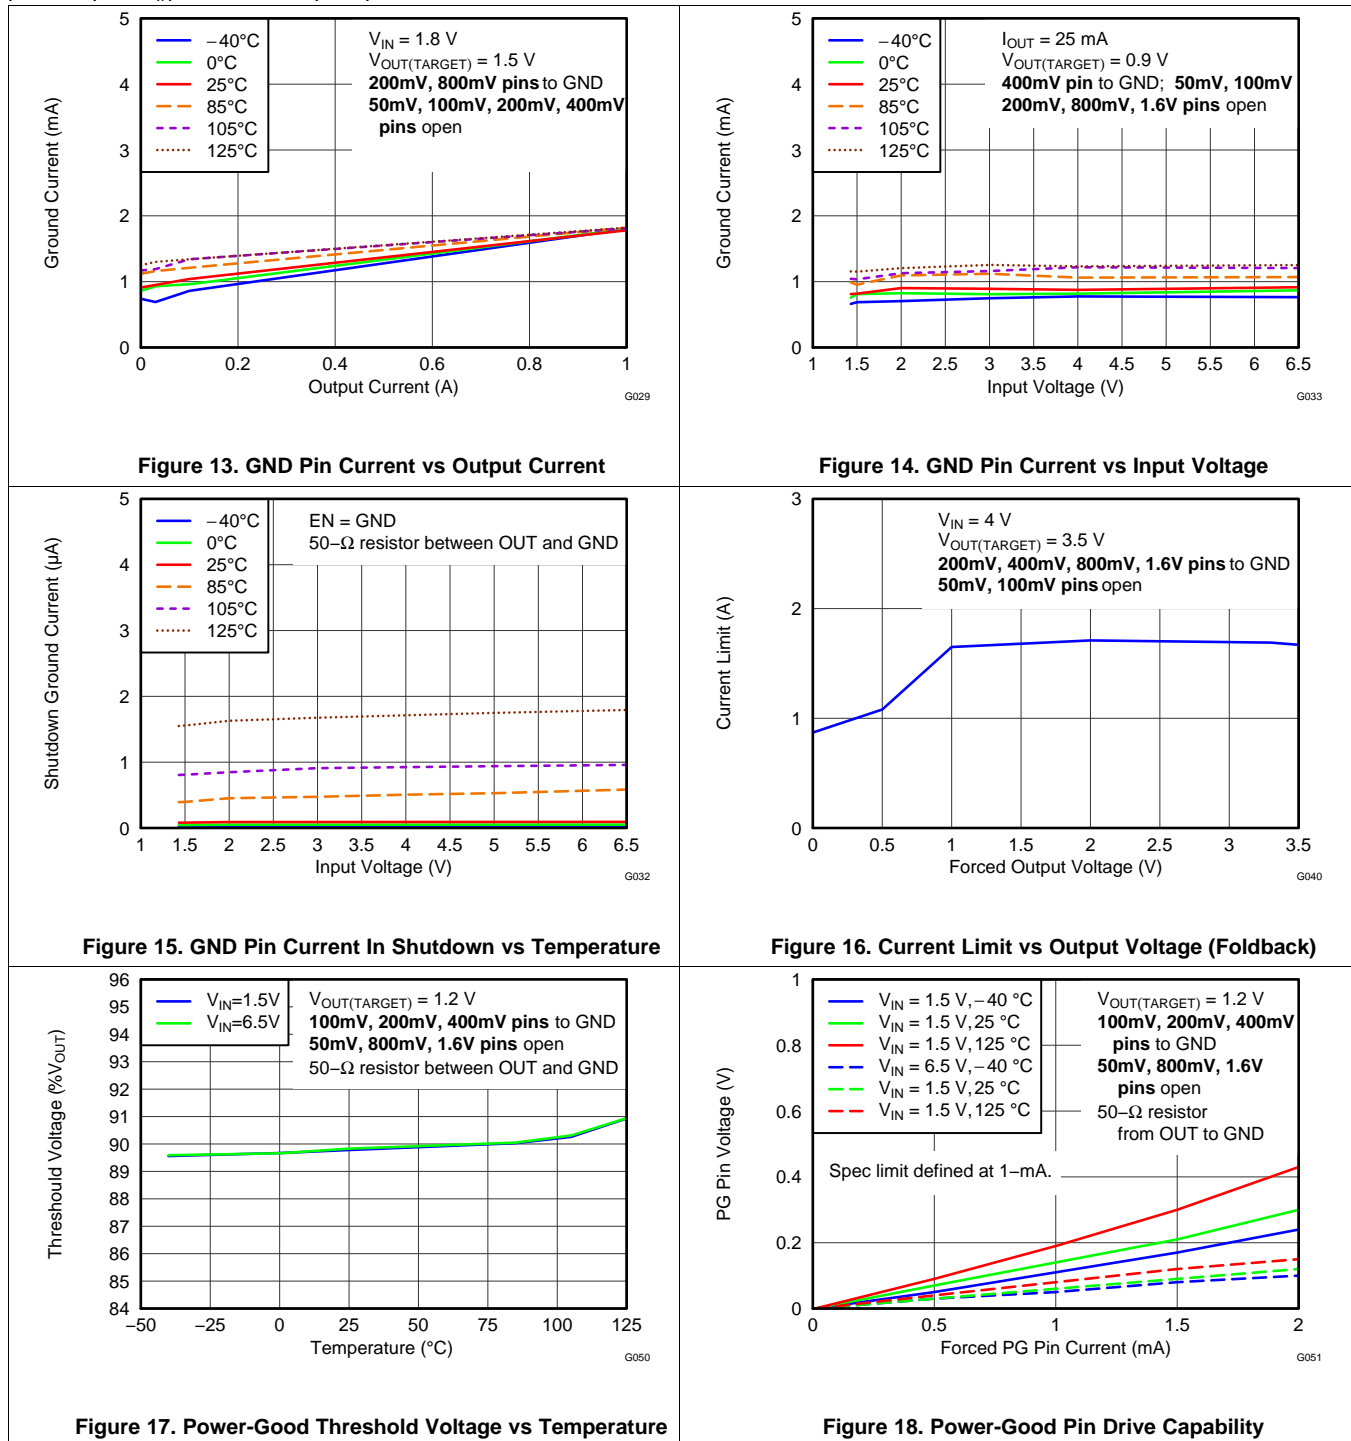 5
4
3
2
1
0
Ground Current (mA)
−40°C
0°C
25°C
85°C
105°C
125°C
V_IN = 1.8 V
V_OUT(TARGET) = 1.5 V
200mV, 800mV pins to GND
50mV, 100mV, 200mV, 400mV
pins open
0 0.2 0.4 0.6 0.8 1
Output Current (A)
G029
Figure 13. GND Pin Current vs Output Current
5
4
3
2
1
0
Ground Current (mA)
−40°C
0°C
25°C
85°C
105°C
125°C
I_OUT = 25 mA
V_OUT(TARGET) = 0.9 V
400mV pin to GND; 50mV, 100mV
200mV, 800mV, 1.6V pins open
1 1.5 2 2.5 3 3.5 4 4.5 5 5.5 6 6.5
Input Voltage (V)
G033
Figure 14. GND Pin Current vs Input Voltage
5
4
3
2
1
0
Shutdown Ground Current (µA)
−40°C
0°C
25°C
85°C
105°C
125°C
EN = GND
50−Ω resistor between OUT and GND
1 1.5 2 2.5 3 3.5 4 4.5 5 5.5 6 6.5
Input Voltage (V)
G032
Figure 15. GND Pin Current In Shutdown vs Temperature
3
2
1
0
Current Limit (A)
V_IN = 4 V
V_OUT(TARGET) = 3.5 V
200mV, 400mV, 800mV, 1.6V pins to GND
50mV, 100mV pins open
0 0.5 1 1.5 2 2.5 3 3.5
Forced Output Voltage (V)
G040
Figure 16. Current Limit vs Output Voltage (Foldback)
96
95
94
93
92
91
90
89
88
87
86
85
84
Threshould Voltage (%V_OUT)
V_IN=1.5V
V_IN=6.5V
V_OUT(TARGET) = 1.2 V
100mV, 200mV, 400mV pins to GND
50mV, 800mV, 1.6V pins open
50−Ω resistor between OUT and GND
−50 −25 0 25 50 75 100 125
Temperature (°C)
G050
Figure 17. Power-Good Threshold Voltage vs Temperature
1
0.8
0.6
0.4
0.2
0
PG Pin Voltage (V)
V_IN = 1.5 V, −40 °C
V_IN = 1.5 V, 25 °C
V_IN = 1.5 V, 125 °C
V_IN = 6.5 V, −40 °C
V_IN = 1.5 V, 25 °C
V_IN = 1.5 V, 125 °C
V_OUT(TARGET) = 1.2 V
100mV, 200mV, 400mV
pins to GND
50mV, 800mV, 1.6V
pins open
50−Ω resistor
from OUT to GND
Spec limit defined at 1−mA.
0 0.5 1 1.5 2
Forced PG Pin Current (mA)
G051
Figure 18. Power-Good Pin Drive Capability